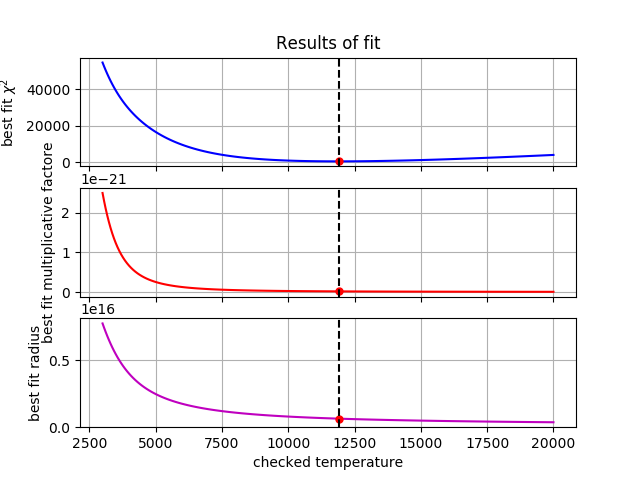 Results of fit
best fit χ²
40000
20000
0
1e−21
best fit multiplicative factore
2
1
0
1e16
best fit radius
0.5
0.0
2500 5000 7500 10000 12500 15000 17500 20000
checked temperature